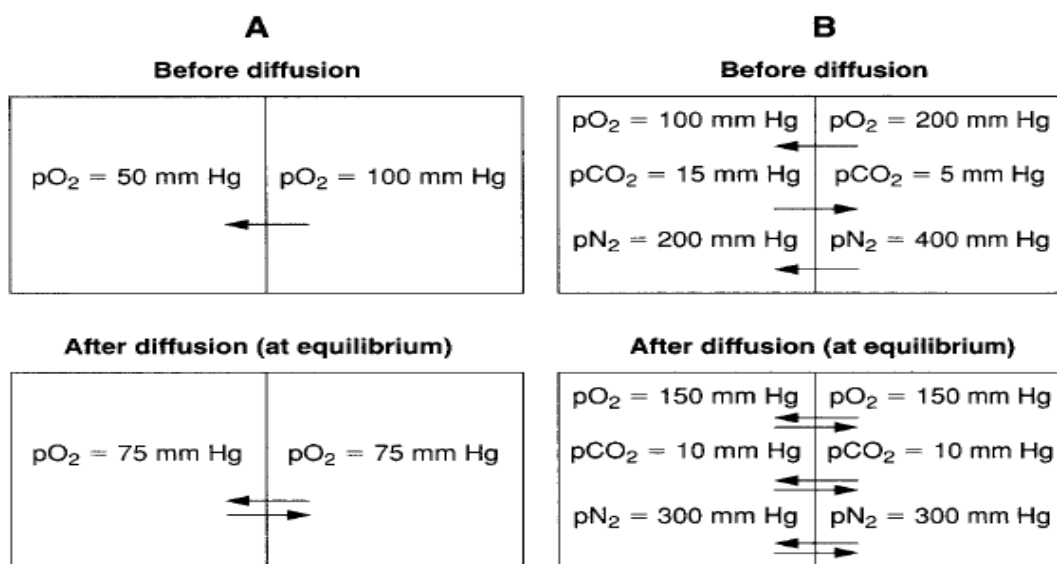 A
Before diffusion
pO₂ = 50 mm Hg pO₂ = 100 mm Hg
After diffusion (at equilibrium)
pO₂ = 75 mm Hg pO₂ = 75 mm Hg
B
Before diffusion
pO₂ = 100 mm Hg pO₂ = 200 mm Hg
pCO₂ = 15 mm Hg pCO₂ = 5 mm Hg
pN₂ = 200 mm Hg pN₂ = 400 mm Hg
After diffusion (at equilibrium)
pO₂ = 150 mm Hg pO₂ = 150 mm Hg
pCO₂ = 10 mm Hg pCO₂ = 10 mm Hg
pN₂ = 300 mm Hg pN₂ = 300 mm Hg